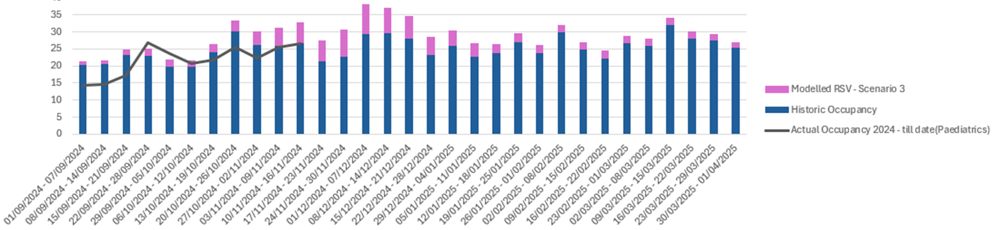 35
30
25
20
15
10
5
0
01/09/2024 - 07/09/2024
08/09/2024 - 14/09/2024
15/09/2024 - 21/09/2024
22/09/2024 - 28/09/2024
29/09/2024 - 05/10/2024
06/10/2024 - 12/10/2024
13/10/2024 - 19/10/2024
20/10/2024 - 26/10/2024
27/10/2024 - 02/11/2024
03/11/2024 - 09/11/2024
10/11/2024 - 16/11/2024
17/11/2024 - 23/11/2024
24/11/2024 - 30/11/2024
01/12/2024 - 07/12/2024
08/12/2024 - 14/12/2024
15/12/2024 - 21/12/2024
22/12/2024 - 28/12/2024
29/12/2024 - 04/01/2025
05/01/2025 - 11/01/2025
12/01/2025 - 18/01/2025
19/01/2025 - 25/01/2025
26/01/2025 - 01/02/2025
02/02/2025 - 08/02/2025
09/02/2025 - 15/02/2025
16/02/2025 - 22/02/2025
23/02/2025 - 01/03/2025
02/03/2025 - 08/03/2025
09/03/2025 - 15/03/2025
16/03/2025 - 22/03/2025
23/03/2025 - 29/03/2025
30/03/2025 - 01/04/2025
Modelled RSV - Scenario 3
Historic Occupancy
Actual Occupancy 2024 - till date(Paediatrics)